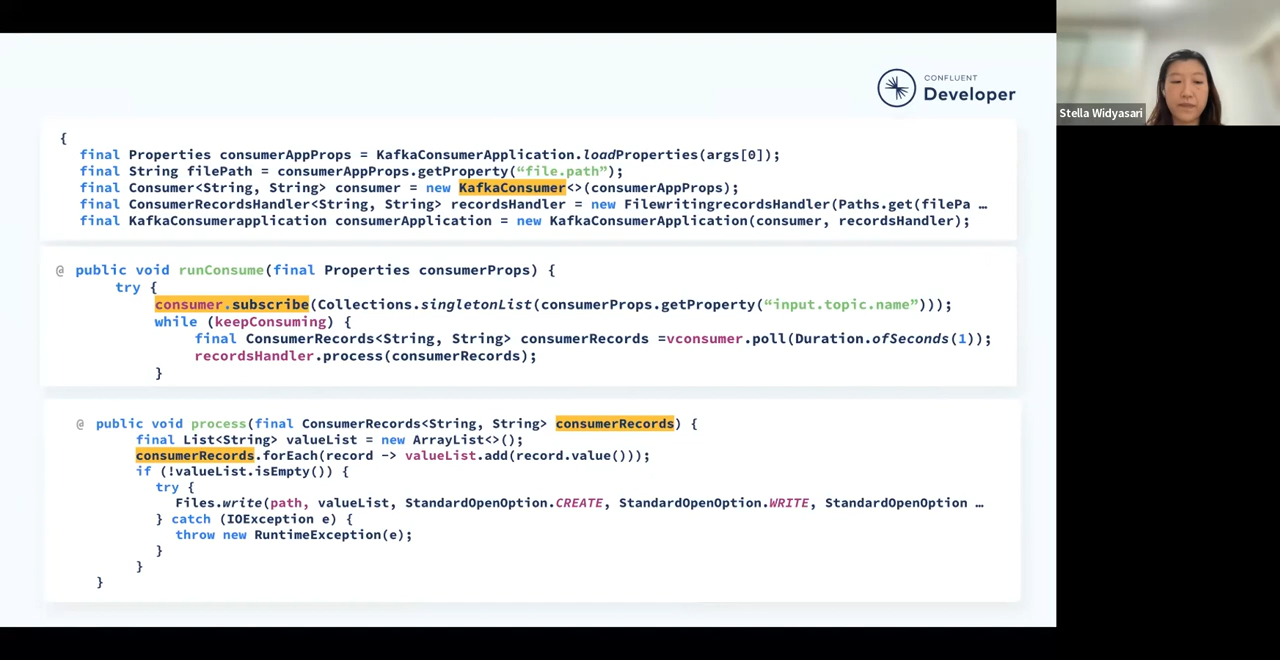 CONFLUENT
Developer
Stella Widyasari
{
final Properties consumerAppProps = KafkaConsumerApplication.loadProperties(args[0]);
final String filePath = consumerAppProps.getProperty(“file.path”);
final Consumer<String, String> consumer = new KafkaConsumer<>(consumerAppProps);
final ConsumerRecordsHandler<String, String> recordsHandler = new FilewritingrecordsHandler(Paths.get(filePa …
final KafkaConsumerapplication consumerApplication = new KafkaConsumerApplication(consumer, recordsHandler);
@ public void runConsume(final Properties consumerProps) {
try {
consumer.subscribe(Collections.singletonList(consumerProps.getProperty(“input.topic.name”)));
while (keepConsuming) {
final ConsumerRecords<String, String> consumerRecords =vconsumer.poll(Duration.ofSeconds(1));
recordsHandler.process(consumerRecords);
}
@ public void process(final ConsumerRecords<String, String> consumerRecords) {
final List<String> valueList = new ArrayList<>();
consumerRecords.forEach(record -> valueList.add(record.value()));
if (!valueList.isEmpty()) {
try {
Files.write(path, valueList, StandardOpenOption.CREATE, StandardOpenOption.WRITE, StandardOpenOption …
} catch (IOException e) {
throw new RuntimeException(e);
}
}
}